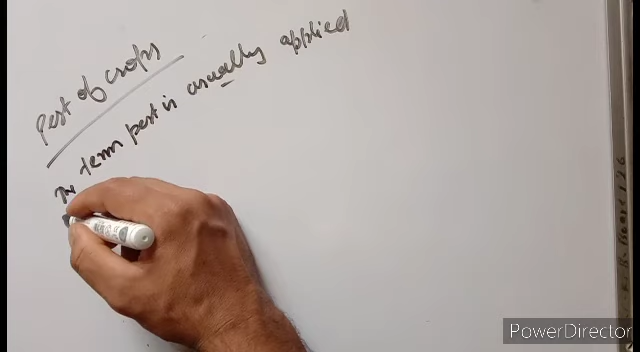 Pest of crops
The term pest is usually applied
PowerDirector